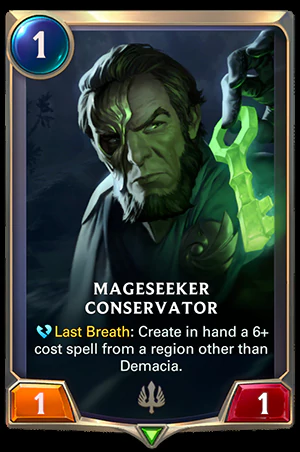 1
MAGESEEKER
CONSERVATOR
Last Breath: Create in hand a 6+
cost spell from a region other than
Demacia.
1
1